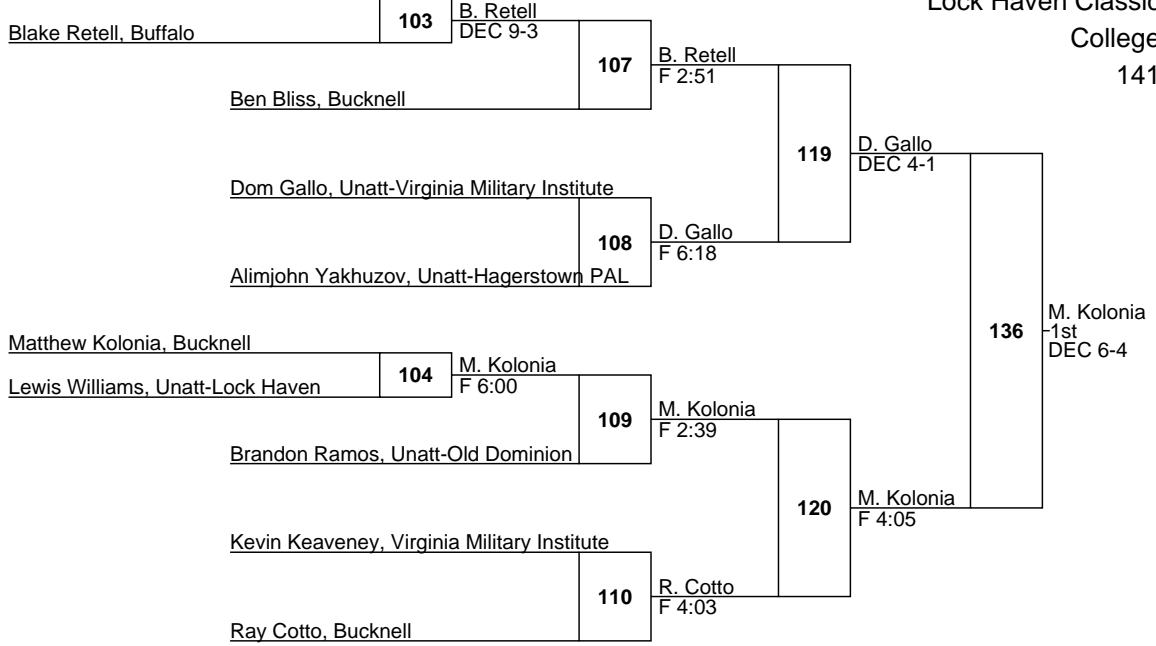 Lock Haven Classic
College
141
Blake Retell, Buffalo
103
B. Retell
DEC 9-3
107
B. Retell
F 2:51
Ben Bliss, Bucknell
119
D. Gallo
DEC 4-1
Dom Gallo, Unatt-Virginia Military Institute
108
D. Gallo
F 6:18
Alimjohn Yakhuzov, Unatt-Hagerstown PAL
136
M. Kolonia
1st
DEC 6-4
Matthew Kolonia, Bucknell
104
M. Kolonia
F 6:00
Lewis Williams, Unatt-Lock Haven
109
M. Kolonia
F 2:39
Brandon Ramos, Unatt-Old Dominion
120
M. Kolonia
F 4:05
Kevin Keaveney, Virginia Military Institute
110
R. Cotto
F 4:03
Ray Cotto, Bucknell